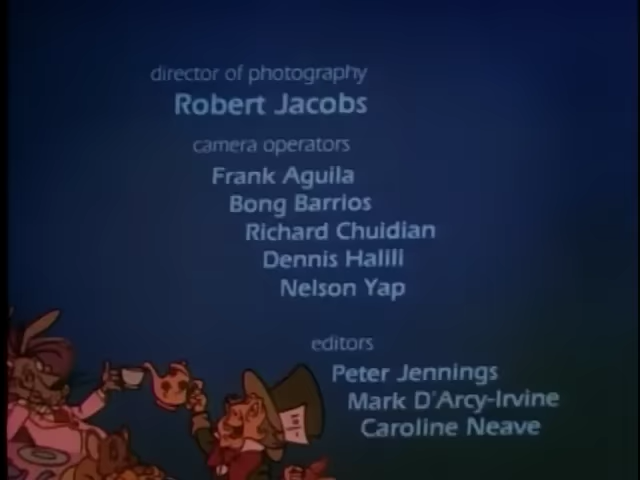 director of photography
Robert Jacobs
camera operators
Frank Aguila
Bong Barrios
Richard Chuidian
Dennis Halili
Nelson Yap
editors
Peter Jennings
Mark D'Arcy-Irvine
Caroline Neave